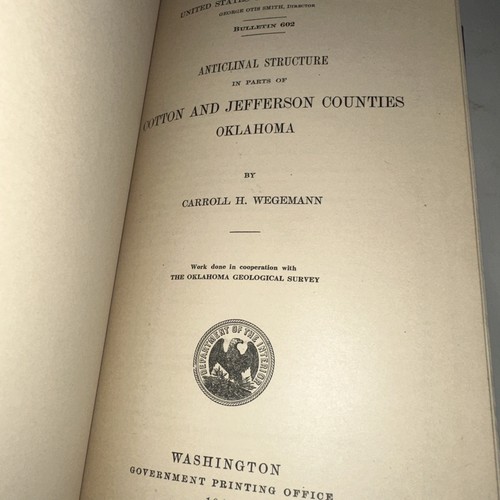 UNITED STATES
GEORGE OTIS SMITH, DIRECTOR
BULLETIN 602
ANTICLINAL STRUCTURE
IN PARTS OF
COTTON AND JEFFERSON COUNTIES
OKLAHOMA
BY
CARROLL H. WEGEMANN
Work done in cooperation with
THE OKLAHOMA GEOLOGICAL SURVEY
DEPARTMENT OF THE INTERIOR
WASHINGTON
GOVERNMENT PRINTING OFFICE